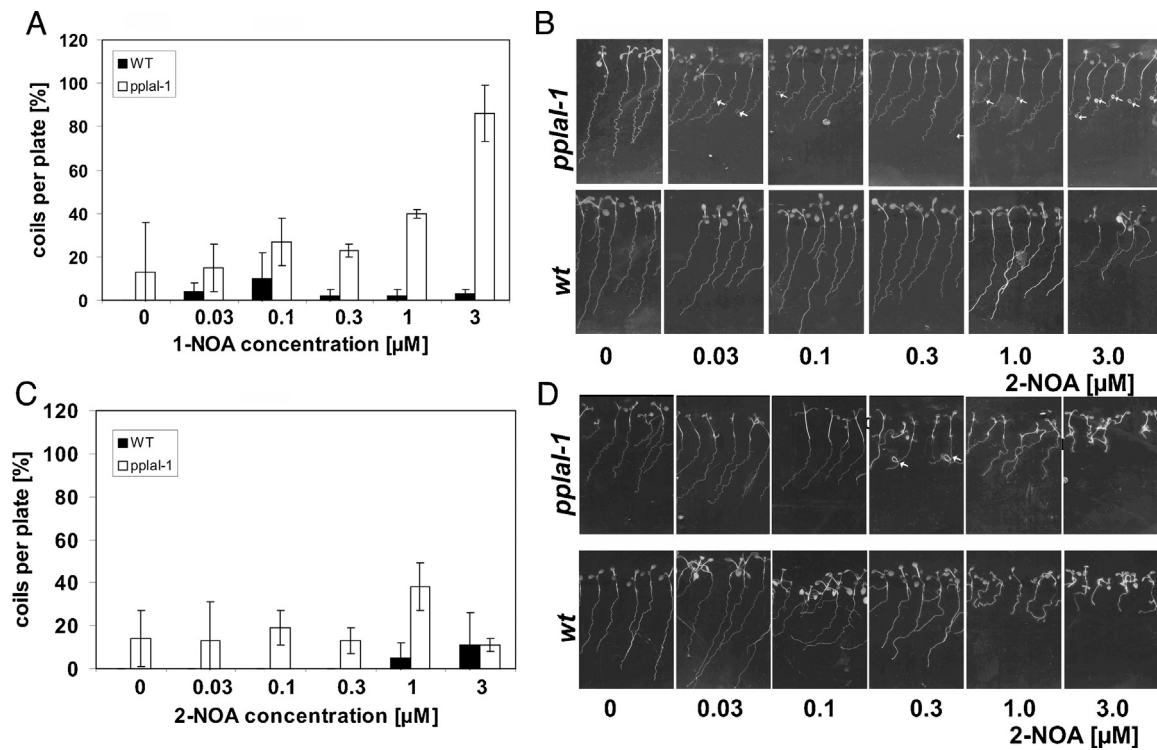 A
120
100
80
60
40
20
0
coils per plate [%]
WT
pplaI-1
0 0.03 0.1 0.3 1 3
1-NOA concentration [µM]
B
pplaI-1
wt
0 0.03 0.1 0.3 1.0 3.0
2-NOA [µM]
C
120
100
80
60
40
20
0
coils per plate [%]
WT
pplaI-1
0 0.03 0.1 0.3 1 3
2-NOA concentration [µM]
D
pplaI-1
wt
0 0.03 0.1 0.3 1.0 3.0
2-NOA [µM]